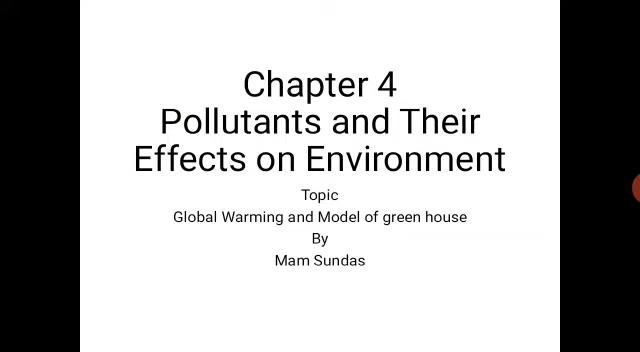 Chapter 4
Pollutants and Their
Effects on Environment
Topic
Global Warming and Model of green house
By
Mam Sundas